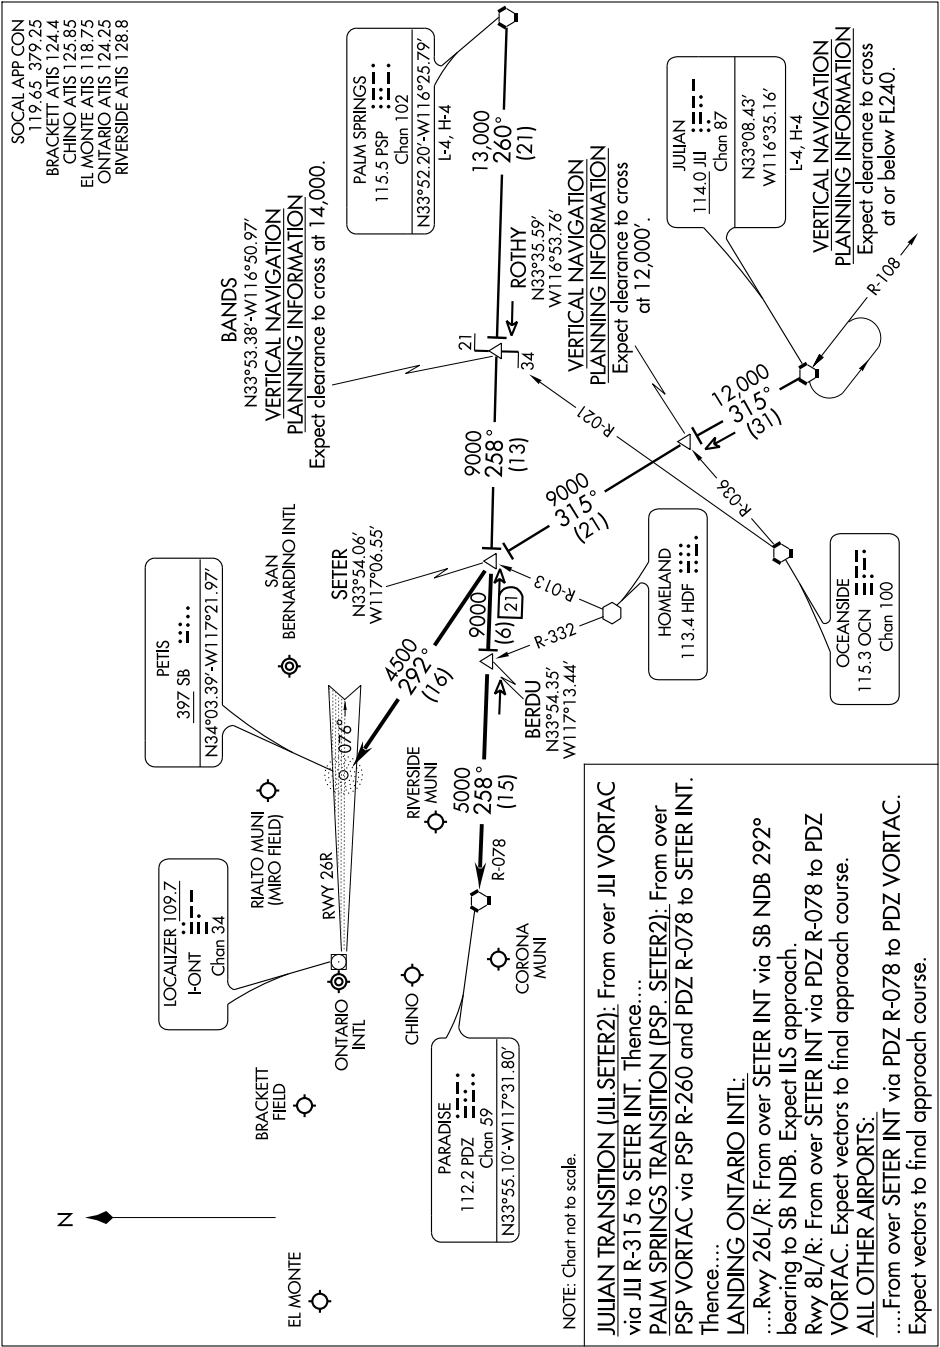 SOCAL APP CON
119.65 379.25
BRACKETT ATIS 124.4
CHINO ATIS 125.85
EL MONTE ATIS 118.75
ONTARIO ATIS 124.25
RIVERSIDE ATIS 128.8
N
EL MONTE
BRACKETT
FIELD
ONTARIO
INTL
CHINO
LOCALIZER 109.7
I-ONT
Chan 34
RIALTO MUNI
(MIRO FIELD)
RWY 26R
076°
PETIS
397 SB
N34°03.39'-W117°21.97'
SAN
BERNARDINO INTL
RIVERSIDE
MUNI
CORONA
MUNI
PARADISE
112.2 PDZ
Chan 59
N33°55.10'-W117°31.80'
R-078
5000
258°
(15)
BERDU
N33°54.35'
W117°13.44'
4500
292°
(16)
9000
(6)
21
SETER
N33°54.06'
W117°06.55'
R-332
R-013
HOMELAND
113.4 HDF
9000
258°
(13)
BANDS
N33°53.38'-W116°50.97'
VERTICAL NAVIGATION
PLANNING INFORMATION
Expect clearance to cross at 14,000.
21
34
13,000
260°
(21)
PALM SPRINGS
115.5 PSP
Chan 102
N33°52.20'-W116°25.79'
L-4, H-4
ROTHY
N33°35.59'
W116°53.76'
VERTICAL NAVIGATION
PLANNING INFORMATION
Expect clearance to cross
at 12,000'.
9000
315°
(21)
R-021
R-036
OCEANSIDE
115.3 OCN
Chan 100
12,000
315°
(31)
JULIAN
114.0 JLI
Chan 87
N33°08.43'
W116°35.16'
L-4, H-4
VERTICAL NAVIGATION
PLANNING INFORMATION
Expect clearance to cross
at or below FL240.
R-108
NOTE: Chart not to scale.
JULIAN TRANSITION (JLI.SETER2): From over JLI VORTAC
via JLI R-315 to SETER INT. Thence....
PALM SPRINGS TRANSITION (PSP. SETER2): From over
PSP VORTAC via PSP R-260 and PDZ R-078 to SETER INT.
Thence....
LANDING ONTARIO INTL:
....Rwy 26L/R: From over SETER INT via SB NDB 292°
bearing to SB NDB. Expect ILS approach.
Rwy 8L/R: From over SETER INT via PDZ R-078 to PDZ
VORTAC. Expect vectors to final approach course.
ALL OTHER AIRPORTS:
....From over SETER INT via PDZ R-078 to PDZ VORTAC.
Expect vectors to final approach course.